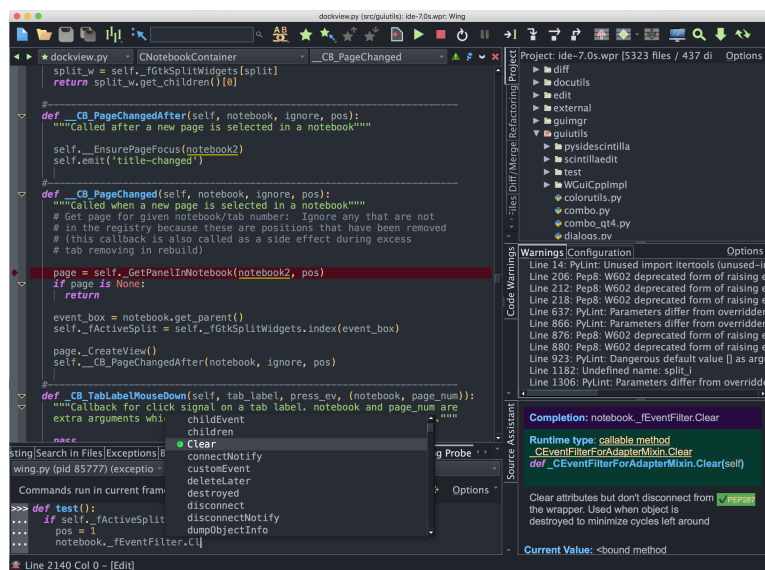 dockview.py (src/guiutils): ide-7.0s.wpr: Wing
dockview.py
CNotebookContainer
__CB_PageChanged
split_w = self._fGtkSplitWidgets[split]
return split_w.get_children()[0]
#
def __CB_PageChangedAfter(self, notebook, ignore, pos):
"""Called after a new page is selected in a notebook"""
self.__EnsurePageFocus(notebook2)
self.emit('title-changed')
#
def __CB_PageChanged(self, notebook, ignore, pos):
"""Called when a new page is selected in a notebook"""
# Get page for given notebook/tab number:  Ignore any that are not
# in the registry because these are positions that have been removed
# (this callback is also called as a side effect during excess
# tab removing in rebuild)
page = self._GetPanelInNotebook(notebook2, pos)
if page is None:
return
event_box = notebook.get_parent()
self._fActiveSplit = self._fGtkSplitWidgets.index(event_box)
page._CreateView()
self.__CB_PageChangedAfter(notebook, ignore, pos)
#
def __CB_TabLabelMouseDown(self, tab_label, press_ev, (notebook, page_num)):
"""Callback for click signal on a tab label. notebook and page_num are
extra arguments whic
."""
pass
childEvent
children
Clear
connectNotify
customEvent
deleteLater
destroyed
disconnect
disconnectNotify
dumpObjectInfo
sting
Search in Files
Exceptions
B
g Probe
wing.py (pid 85777) (exceptio
Commands run in current fram
Options
>>> def test():
... if self._fActiveSplit
... pos = 1
... notebook._fEventFilter.Cl
Line 2140 Col 0 - [Edit]
Project
Diff/Merge
Refactoring
Project: ide-7.0s.wpr [5323 files / 437 di
Options
diff
docutils
edit
external
guimgr
guiutils
pysidescintilla
scintillaedit
test
WGuiCppImpl
colorutils.py
combo.py
combo_qt4.py
dialogs.py
Code Warnings
Warnings
Configuration
Options
Line 14: PyLint: Unused import itertools (unused-i
Line 206: Pep8: W602 deprecated form of raising e
Line 212: Pep8: W602 deprecated form of raising e
Line 218: Pep8: W602 deprecated form of raising e
Line 637: PyLint: Parameters differ from overridden
Line 866: PyLint: Parameters differ from overridden
Line 876: Pep8: W602 deprecated form of raising e
Line 880: Pep8: W602 deprecated form of raising e
Line 923: PyLint: Dangerous default value [] as argu
Line 1182: Undefined name: split_i
Line 1306: PyLint: Parameters differ from overridde
Source Assistant
Completion: notebook._fEventFilter.Clear
Runtime type: callable method
_CEventFilterForAdapterMixin.Clear
def _CEventFilterForAdapterMixin.Clear(self)
Clear attributes but don't disconnect from
the wrapper. Used when object is
destroyed to minimize cycles left around
✓PEP287
Current Value: <bound method